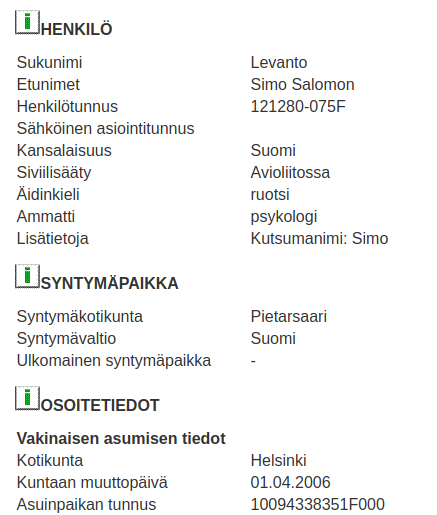 HENKILÖ
Sukunimi Levanto
Etunimet Simo Salomon
Henkilötunnus 121280-075F
Sähköinen asiointitunnus
Kansalaisuus Suomi
Siviilisääty Avioliitossa
Äidinkieli ruotsi
Ammatti psykologi
Lisätietoja Kutsumanimi: Simo
SYNTYMÄPAIKKA
Syntymäkotikunta Pietarsaari
Syntymävaltio Suomi
Ulkomainen syntymäpaikka -
OSOITETIEDOT
Vakinaisen asumisen tiedot
Kotikunta Helsinki
Kuntaan muuttopäivä 01.04.2006
Asuinpaikan tunnus 10094338351F000